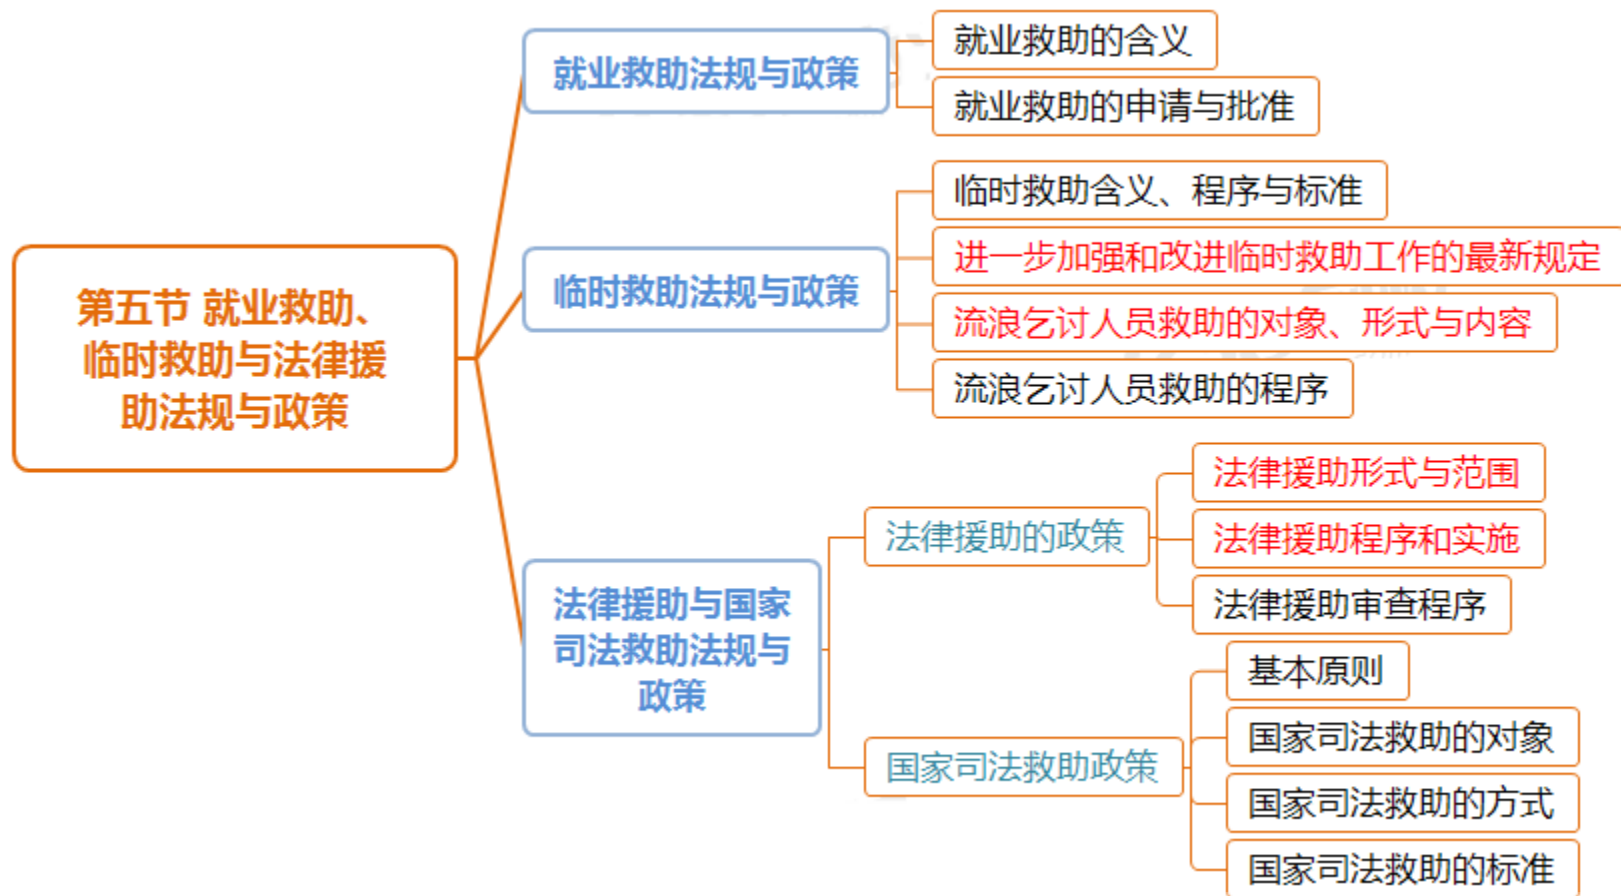 第五节 就业救助、
临时救助与法律援
助法规与政策
就业救助法规与政策
就业救助的含义
就业救助的申请与批准
临时救助法规与政策
临时救助含义、程序与标准
进一步加强和改进临时救助工作的最新规定
流浪乞讨人员救助的对象、形式与内容
流浪乞讨人员救助的程序
法律援助与国家
司法救助法规与
政策
法律援助的政策
法律援助形式与范围
法律援助程序和实施
法律援助审查程序
国家司法救助政策
基本原则
国家司法救助的对象
国家司法救助的方式
国家司法救助的标准